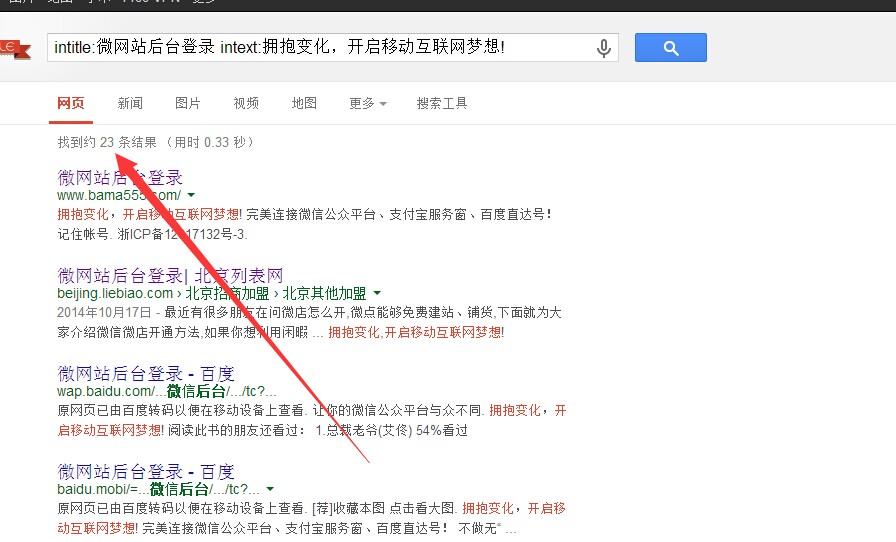 LE
intitle:微网站后台登录 intext:拥抱变化，开启移动互联网梦想!
网页 新闻 图片 视频 地图 更多 搜索工具
找到约 23 条结果 （用时 0.33 秒）
微网站后台登录
www.bama555.com/
拥抱变化，开启移动互联网梦想! 完美连接微信公众平台、支付宝服务窗、百度直达号!
记住帐号. 浙ICP备12017132号-3.
微网站后台登录| 北京列表网
beijing.liebiao.com › 北京招商加盟 › 北京其他加盟
2014年10月17日 - 最近有很多朋友在问微店怎么开,微点能够免费建站、铺货,下面就为大
家介绍微信微店开通方法,如果你想利用闲暇 ... 拥抱变化,开启移动互联网梦想!
微网站后台登录 - 百度
wap.baidu.com/...微信后台/.../tc?...
原网页已由百度转码以便在移动设备上查看. 让你的微信公众平台与众不同. 拥抱变化，开
启移动互联网梦想! 阅读此书的朋友还看过： 1.总裁老爷(艾佟) 54%看过
微网站后台登录 - 百度
baidu.mobi/=...微信后台/.../tc?...
原网页已由百度转码以便在移动设备上查看. [荐]收藏本图 点击看大图. 拥抱变化，开启移
动互联网梦想! 完美连接微信公众平台、支付宝服务窗、百度直达号! 不做无“ ...